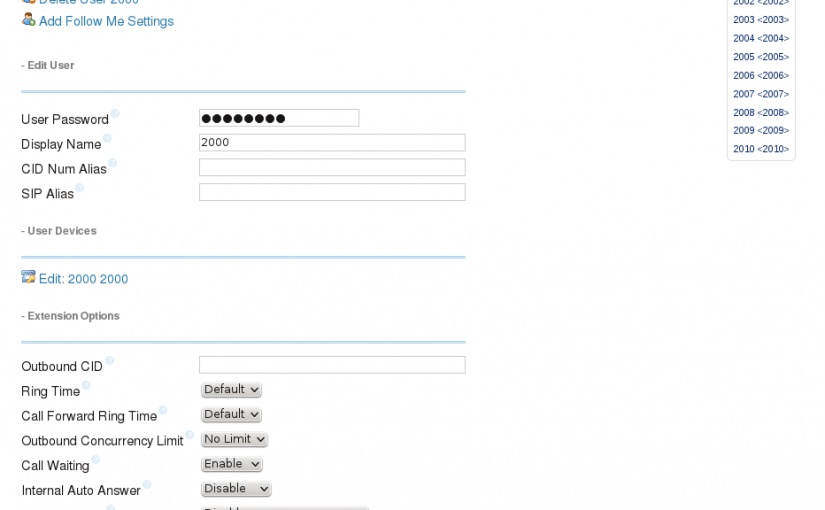 Delete User 2000
Add Follow Me Settings
- Edit User
User Password
Display Name 2000
CID Num Alias
SIP Alias
- User Devices
Edit: 2000 2000
- Extension Options
Outbound CID
Ring Time Default
Call Forward Ring Time Default
Outbound Concurrency Limit No Limit
Call Waiting Enable
Internal Auto Answer Disable
2002 <2002>
2003 <2003>
2004 <2004>
2005 <2005>
2006 <2006>
2007 <2007>
2008 <2008>
2009 <2009>
2010 <2010>